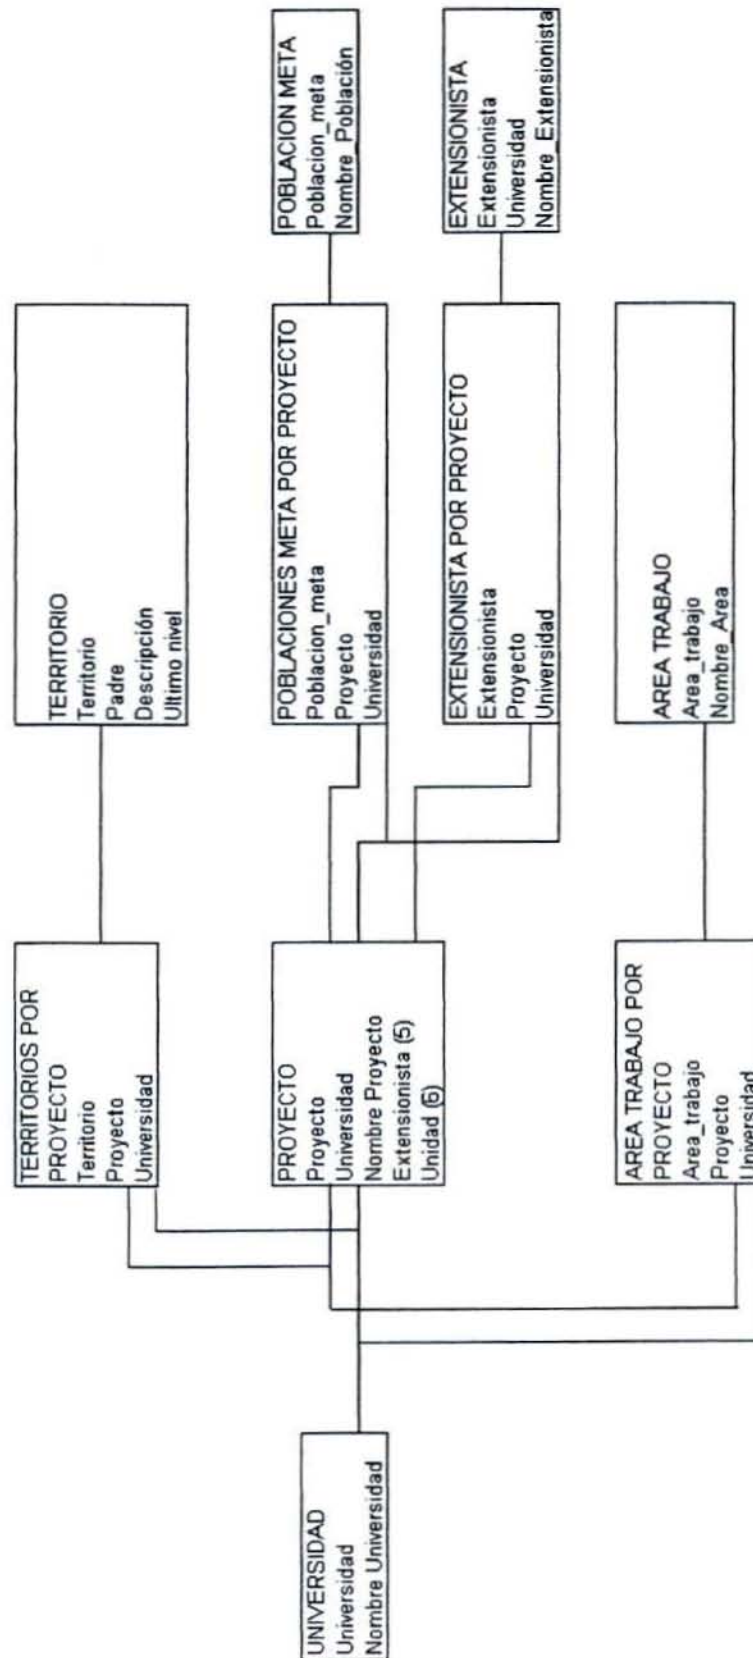 UNIVERSIDAD
Universidad
Nombre Universidad
TERRITORIOS POR
PROYECTO
Territorio
Proyecto
Universidad
PROYECTO
Proyecto
Universidad
Nombre Proyecto
Extensionista (5)
Unidad (6)
AREA TRABAJO POR
PROYECTO
Area_trabajo
Proyecto
Universidad
TERRITORIO
Territorio
Padre
Descripción
Ultimo nivel
POBLACIONES META POR PROYECTO
Poblacion_meta
Proyecto
Universidad
EXTENSIONISTA POR PROYECTO
Extensionista
Proyecto
Universidad
AREA TRABAJO
Area_trabajo
Nombre_Area
POBLACION META
Poblacion_meta
Nombre_Población
EXTENSIONISTA
Extensionista
Universidad
Nombre_Extensionista